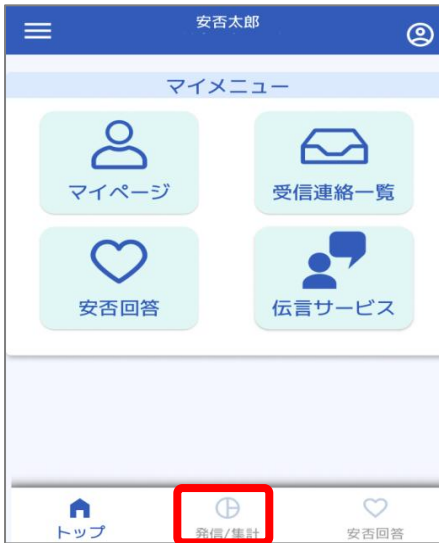 安否太郎
マイメニュー
マイページ
受信連絡一覧
安否回答
伝言サービス
トップ
発信/集計
安否回答